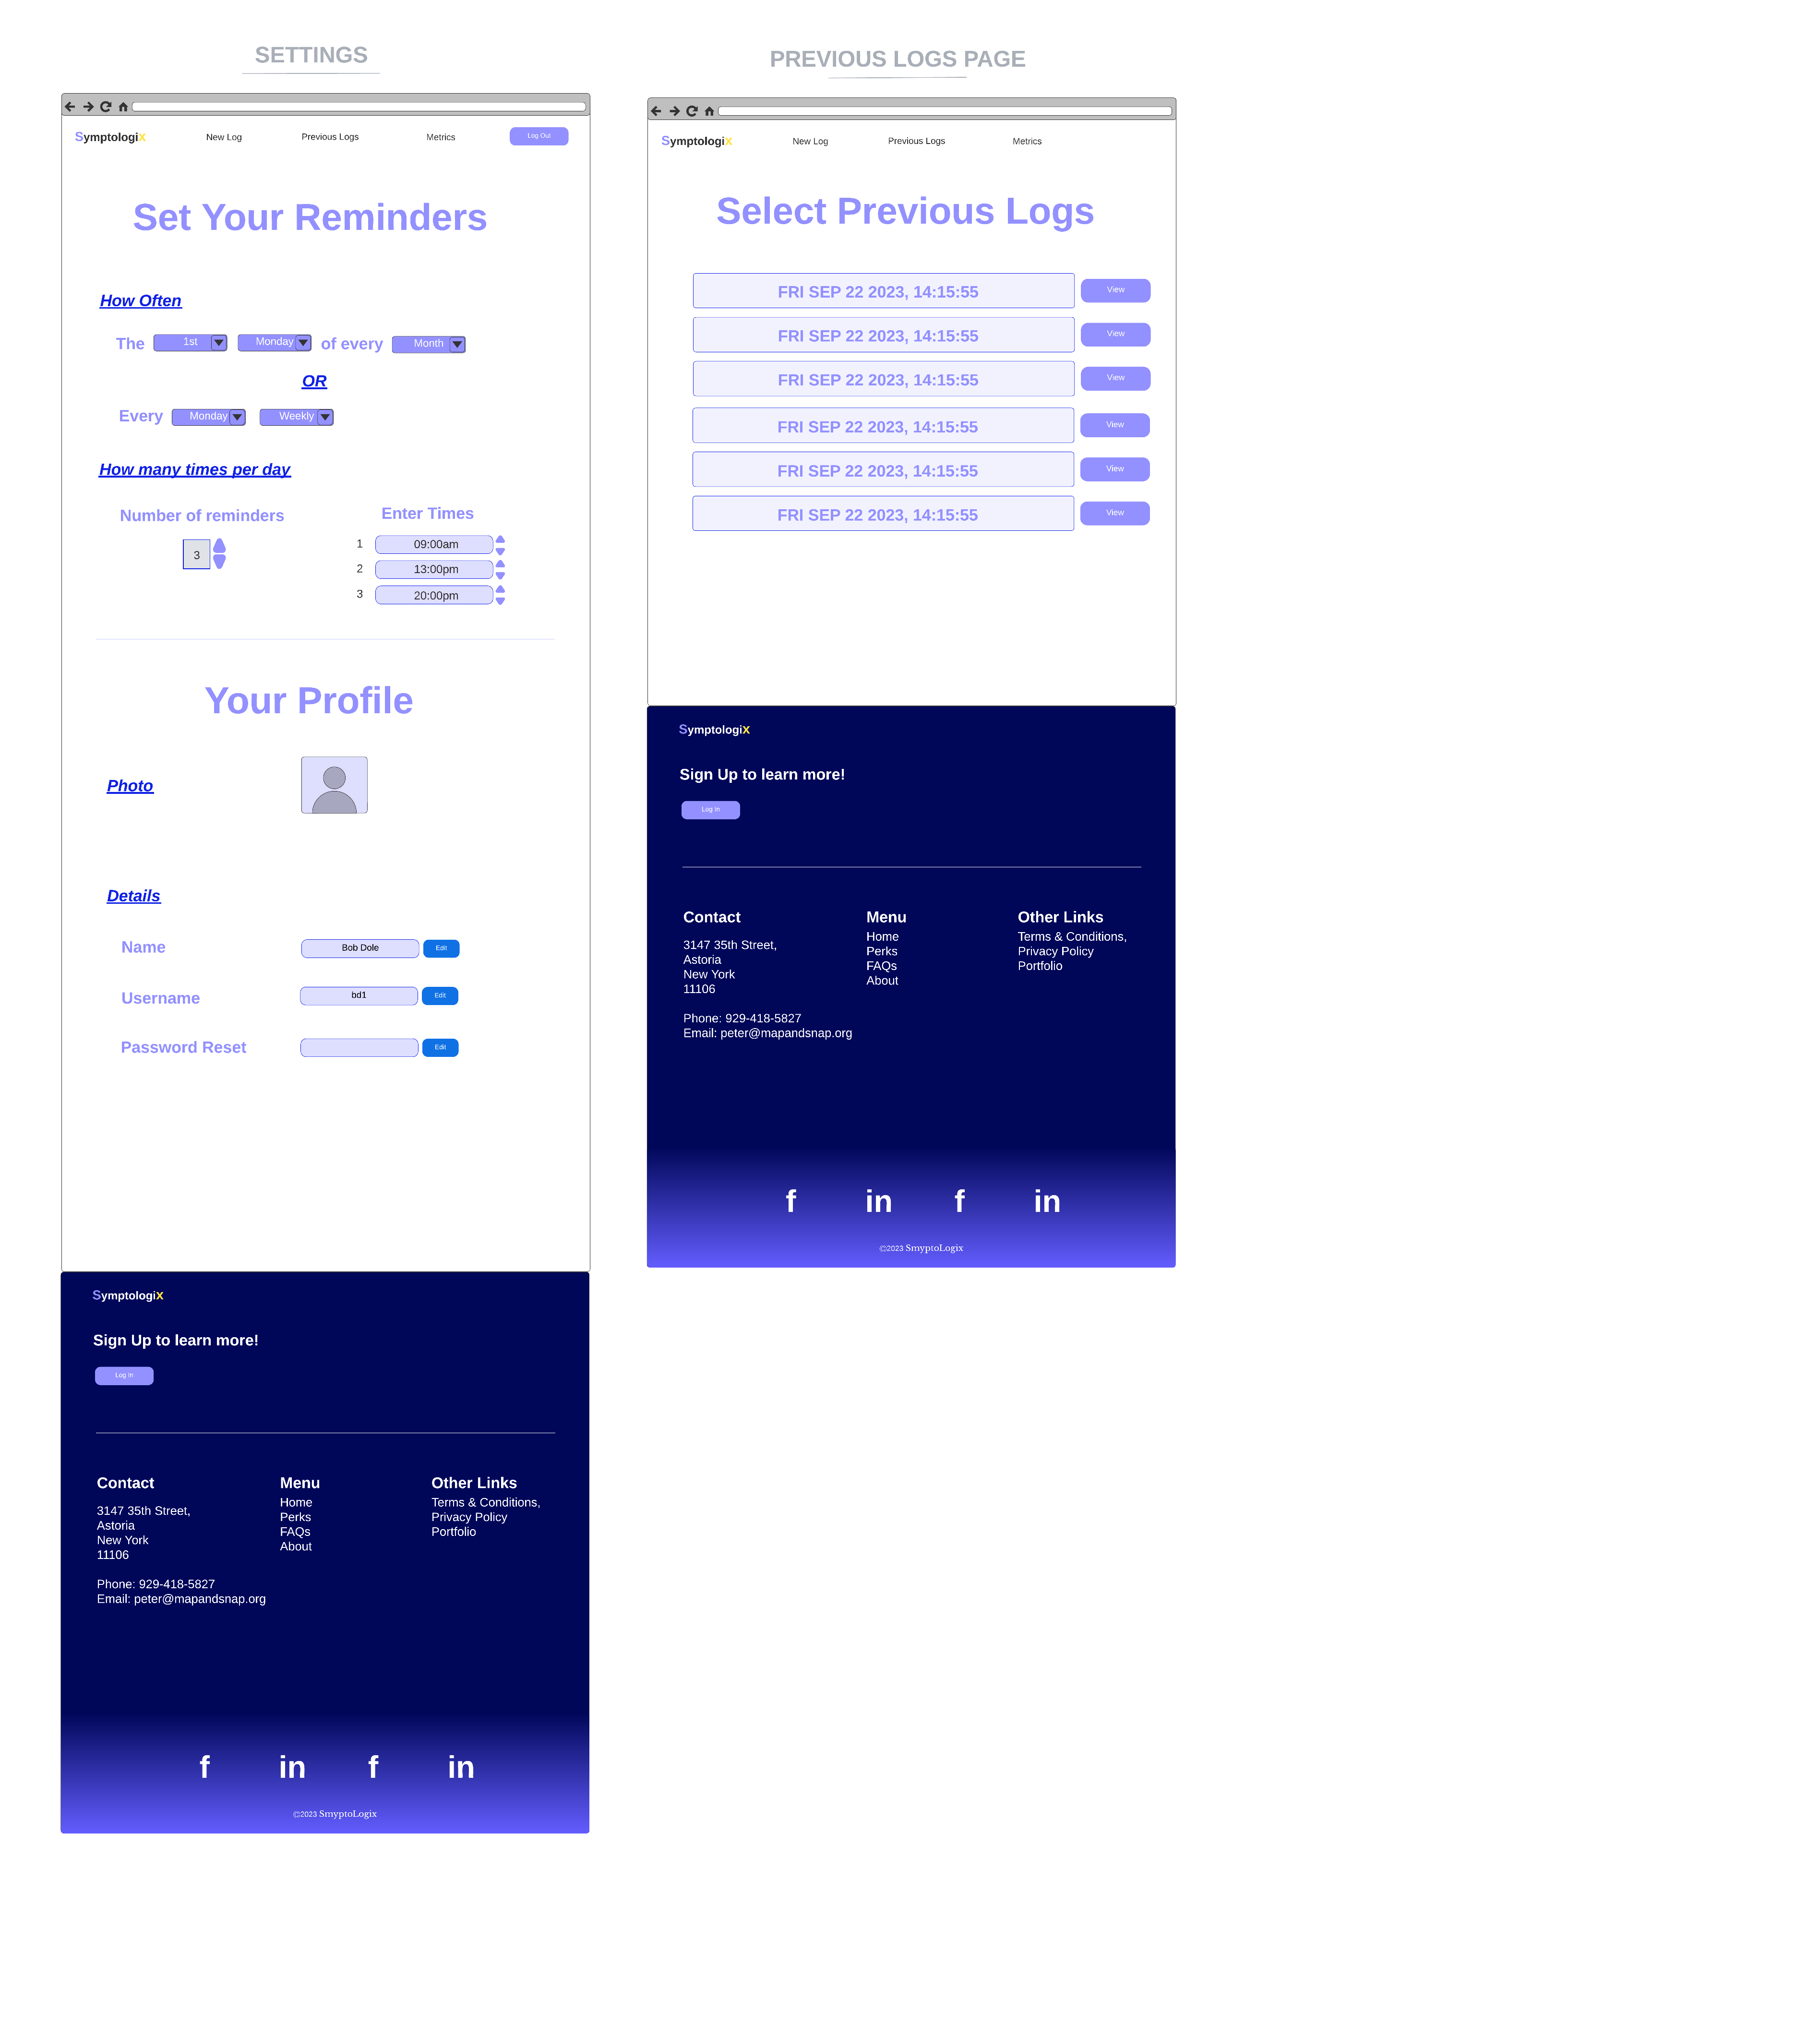 SETTINGS
Symptologix
New Log
Previous Logs
Metrics
Log Out
Set Your Reminders
How Often
The 1st Monday of every Month
OR
Every Monday Weekly
How many times per day
Number of reminders
3
Enter Times
1 09:00am
2 13:00pm
3 20:00pm
Your Profile
Photo
Details
Name Bob Dole Edit
Username bd1 Edit
Password Reset Edit
Symptologix
Sign Up to learn more!
Log In
Contact
3147 35th Street,
Astoria
New York
11106
Phone: 929-418-5827
Email: peter@mapandsnap.org
Menu
Home
Perks
FAQs
About
Other Links
Terms & Conditions,
Privacy Policy
Portfolio
f in f in
©2023 SmyptoLogix
PREVIOUS LOGS PAGE
Symptologix
New Log
Previous Logs
Metrics
Select Previous Logs
FRI SEP 22 2023, 14:15:55 View
FRI SEP 22 2023, 14:15:55 View
FRI SEP 22 2023, 14:15:55 View
FRI SEP 22 2023, 14:15:55 View
FRI SEP 22 2023, 14:15:55 View
FRI SEP 22 2023, 14:15:55 View
Symptologix
Sign Up to learn more!
Log In
Contact
3147 35th Street,
Astoria
New York
11106
Phone: 929-418-5827
Email: peter@mapandsnap.org
Menu
Home
Perks
FAQs
About
Other Links
Terms & Conditions,
Privacy Policy
Portfolio
f in f in
©2023 SmyptoLogix